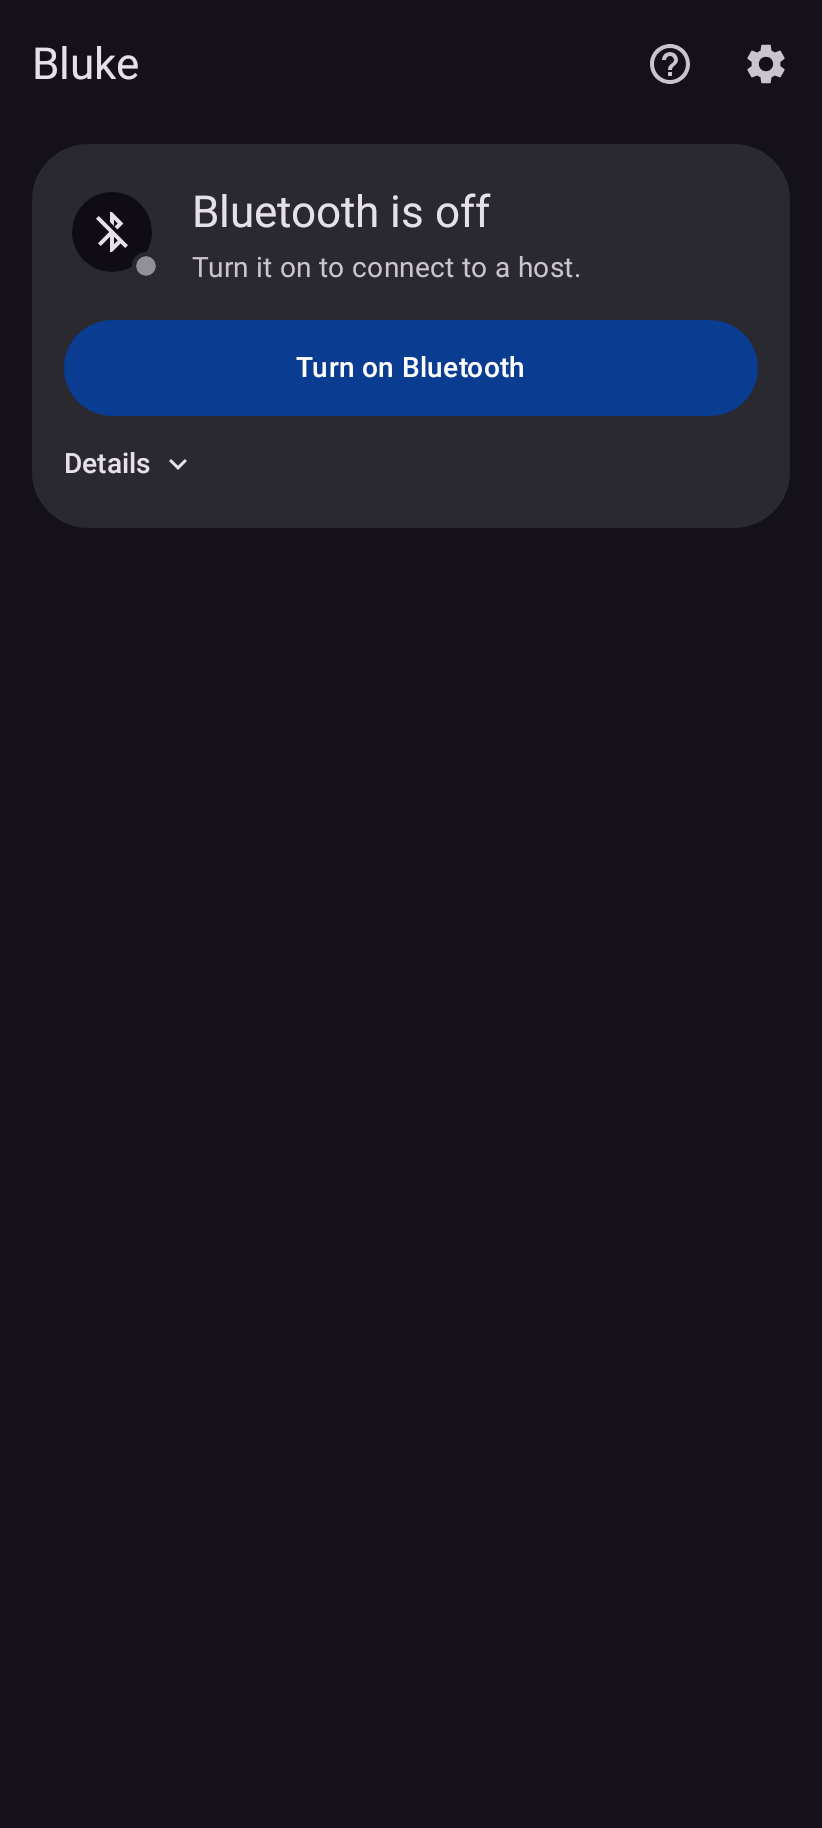 Bluke
Bluetooth is off
Turn it on to connect to a host.
Turn on Bluetooth
Details